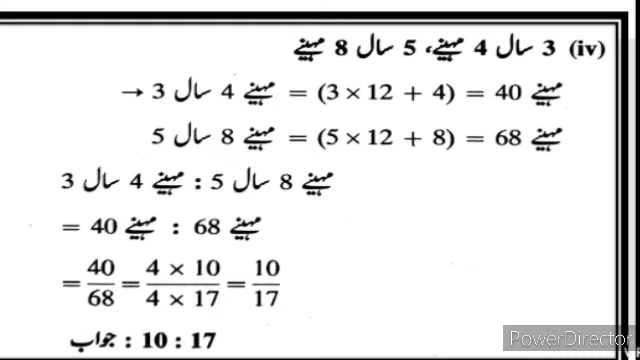 (iv) 3 سال 4 مہینے، 5 سال 8 مہینے
→ 3 سال 4 مہینے = (3 × 12 + 4) = 40 مہینے
5 سال 8 مہینے = (5 × 12 + 8) = 68 مہینے
3 سال 4 مہینے : 5 سال 8 مہینے
= 40 مہینے : 68 مہینے
= 40/68 = 4 × 10/4 × 17 = 10/17
جواب : 10 : 17
PowerDirector